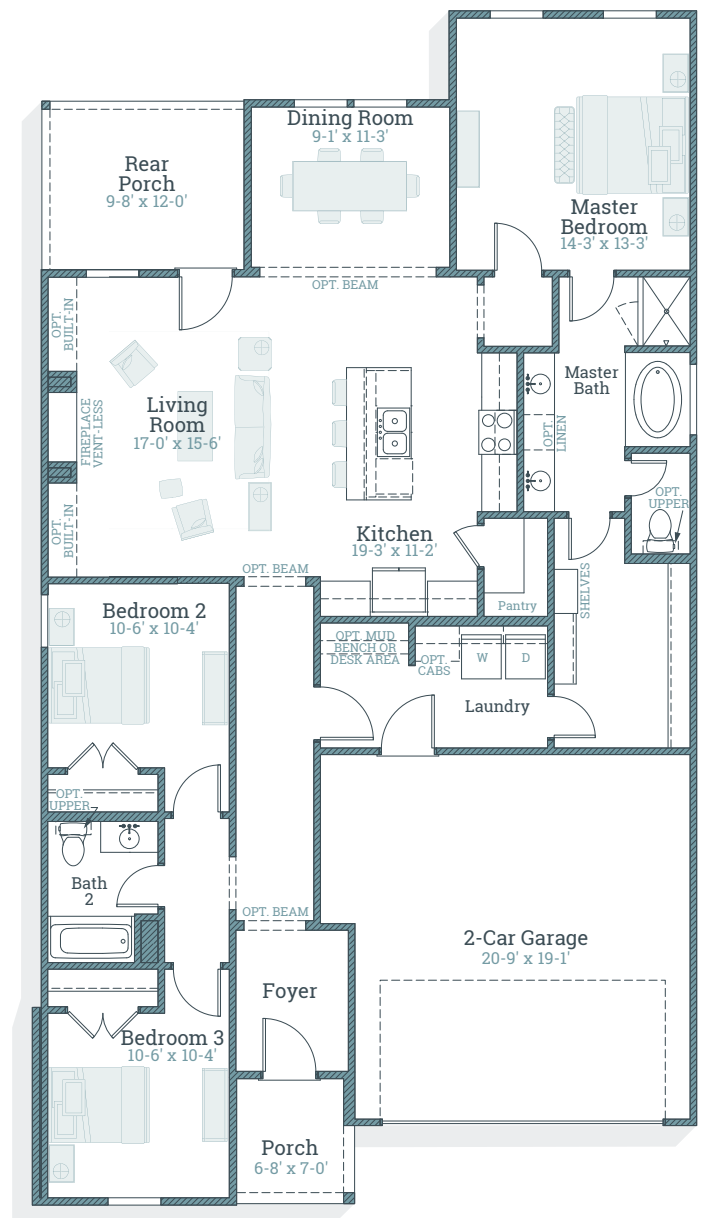 Dining Room
9-1' x 11-3'
Rear
Porch
9-8' x 12-0'
Master
Bedroom
14-3' x 13-3'
OPT. BEAM
OPT.
BUILT-IN
Living
Room
17-0' x 15-6'
FIREPLACE
VENT-LESS
Master
Bath
OPT.
LINEN
OPT.
UPPER
OPT.
BUILT-IN
Kitchen
19-3' x 11-2'
OPT. BEAM
SHELVES
Pantry
Bedroom 2
10-6' x 10-4'
OPT. MUD
BENCH OR
DESK AREA
OPT.
CABS
W
D
Laundry
OPT.
UPPER
Bath
2
OPT. BEAM
2-Car Garage
20-9' x 19-1'
Foyer
Bedroom 3
10-6' x 10-4'
Porch
6-8' x 7-0'